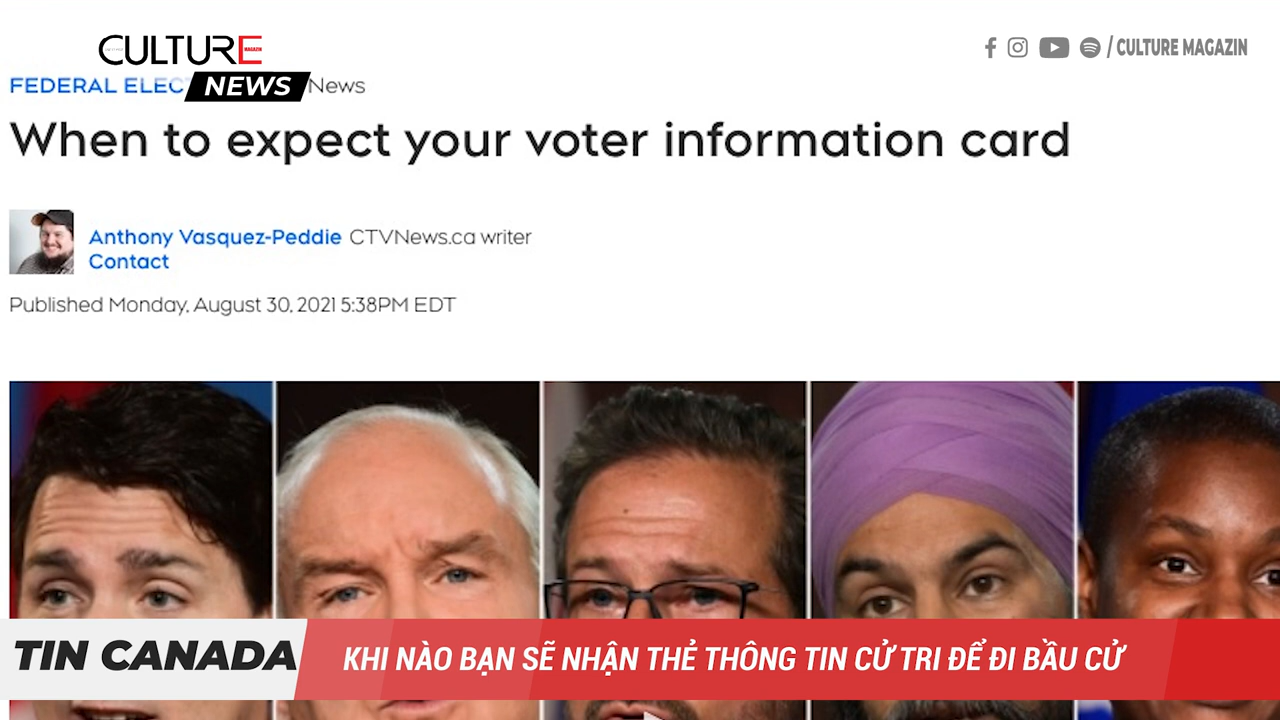 CULTURE
MAGAZIN
NEWS
/ CULTURE MAGAZIN
FEDERAL ELECT
News
When to expect your voter information card
Anthony Vasquez-Peddie CTVNews.ca writer
Contact
Published Monday, August 30, 2021 5:38PM EDT
TIN CANADA
KHI NÀO BẠN SẼ NHẬN THẺ THÔNG TIN CỬ TRI ĐỂ ĐI BẦU CỬ